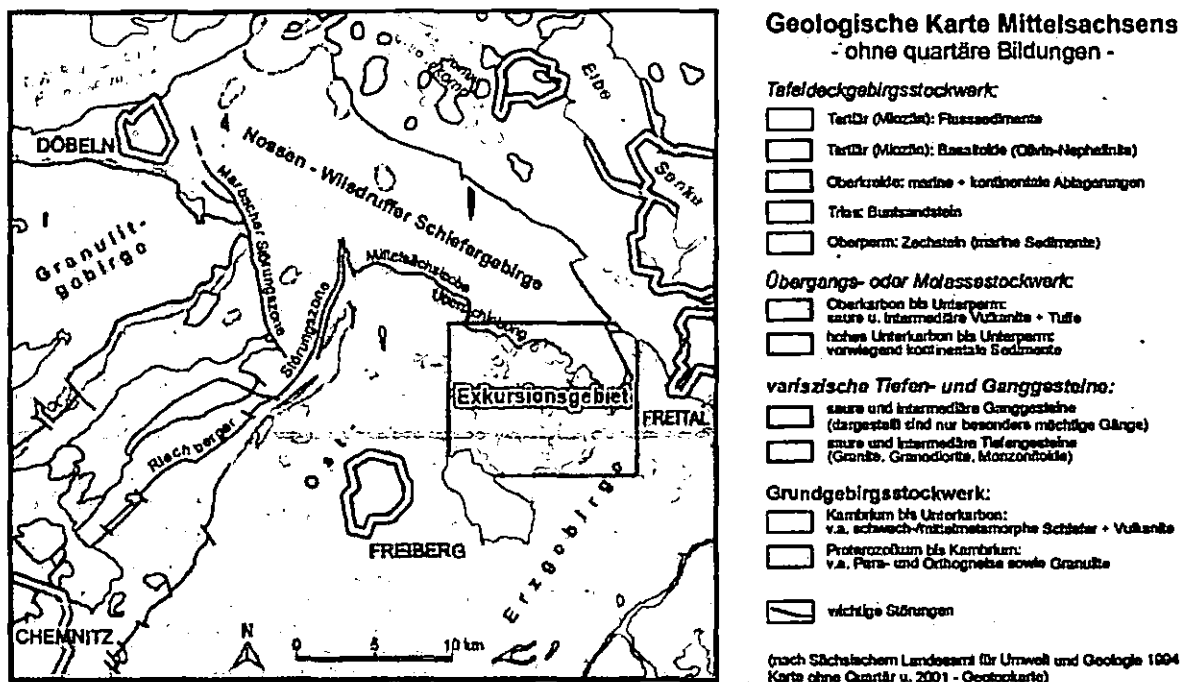 Geologische Karte Mittelsachsens
- ohne quartäre Bildungen -
Tafeldeckgebirgsstockwerk:
Tertiär (Miozän): Flusssedimente
Tertiär (Miozän): Basaltoide (Olivin-Nephelinite)
Oberkreide: marine + kontinentale Ablagerungen
Trias: Buntsandstein
Oberperm: Zechstein (marine Sedimente)
Übergangs- oder Molassestockwerk:
Oberkarbon bis Unterperm:
saure u. intermediäre Vulkanite + Tuffe
hohes Unterkarbon bis Unterperm:
vorwiegend kontinentale Sedimente
variszische Tiefen- und Ganggesteine:
saure und intermediäre Ganggesteine
(dargestellt sind nur besonders mächtige Gänge)
saure und intermediäre Tiefengesteine
(Granite, Granodiorite, Monzonitoide)
Grundgebirgsstockwerk:
Kambrium bis Unterkarbon:
v.a. schwach-/mittelmetamorphe Schiefer + Vulkanite
Proterozoikum bis Kambrium:
v.a. Para- und Orthogneise sowie Granulite
wichtige Störungen
(nach Sächsischem Landesamt für Umwelt und Geologie 1994
Karte ohne Quartär u. 2001 - Geotopkarte)
Elbe
DÖBELN
Nossen - Wilsdruffer Schiefergebirge
Marbacher Störungszone
Senke
Granulit-
gebirge
Mittelsächsische
Überschiebung
Störungszone
Exkursionsgebiet
FREITAL
Riechberger
Ost-
FREIBERG
Erzgebirge
CHEMNITZ
N
0 5 10 km